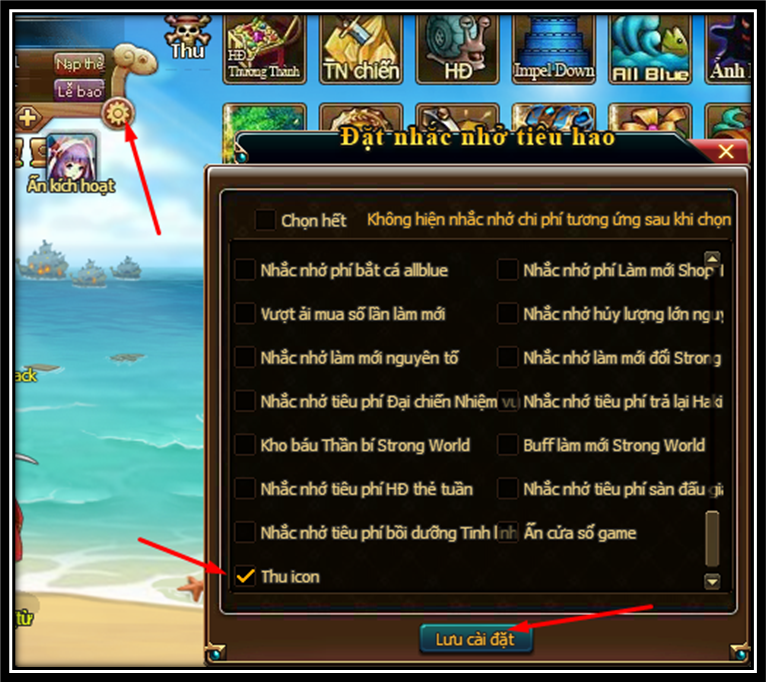 Thu
HĐ
Thương Thành
TN chiến
HĐ
Impel Down
All Blue
Ảnh
Nạp thẻ
Lễ bao
Ấn kích hoạt
Đặt nhắc nhở tiêu hao
Chọn hết Không hiện nhắc nhở chi phí tương ứng sau khi chọn
Nhắc nhở phí bắt cá allblue Nhắc nhở phí Làm mới Shop
Vượt ải mua số lần làm mới Nhắc nhở hủy lượng lớn nguy
Nhắc nhở làm mới nguyên tố Nhắc nhở làm mới đổi Strong
Nhắc nhở tiêu phí Đại chiến Nhiệm vụ Nhắc nhở tiêu phí trả lại Haki
Kho báu Thần bí Strong World Buff làm mới Strong World
Nhắc nhở tiêu phí HĐ thẻ tuần Nhắc nhở tiêu phí sàn đấu giá
Nhắc nhở tiêu phí bồi dưỡng Tinh linh Ẩn cửa sổ game
Thu icon
Lưu cài đặt
ack
từ